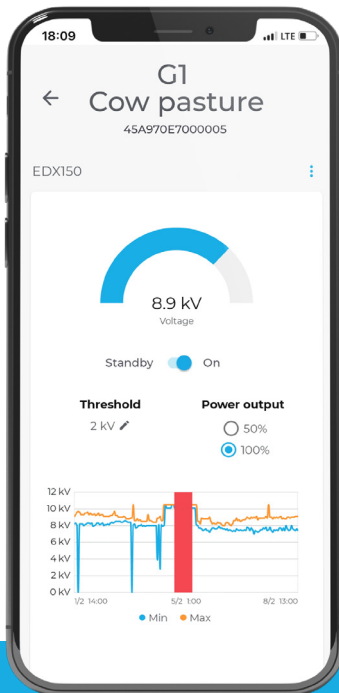 18:09
LTE
G1
Cow pasture
45A970E7000005
EDX150
8.9 kV
Voltage
Standby On
Threshold Power output
2 kV 50%
100%
12 kV
10 kV
8 kV
6 kV
4 kV
2 kV
0 kV
1/2 14:00 5/2 1:00 8/2 13:00
Min Max